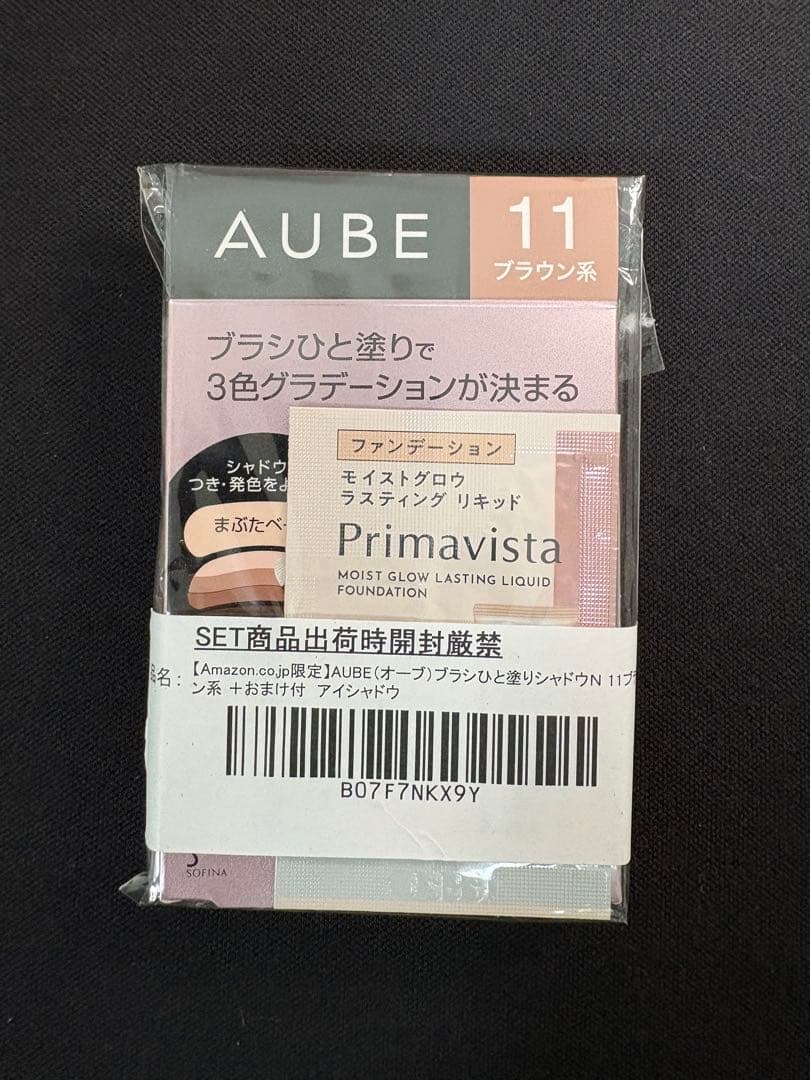 AUBE
11
ブラウン系
ブラシひと塗りで
3色グラデーションが決まる
シャドウ
つき・発色をよ
まぶたベー
ファンデーション
モイストグロウ
ラスティング リキッド
Primavista
MOIST GLOW LASTING LIQUID
FOUNDATION
SET商品出荷時開封厳禁
品名：【Amazon.co.jp限定】AUBE(オーブ)ブラシひと塗りシャドウN 11ブラ
ン系 +おまけ付 アイシャドウ
B07F7NKX9Y
SOFINA